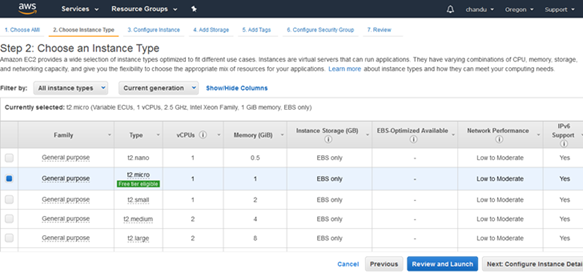 aws Services Resource Groups chandu Oregon Support
1. Choose AMI 2. Choose Instance Type 3. Configure Instance 4. Add Storage 5. Add Tags 6. Configure Security Group 7. Review
Step 2: Choose an Instance Type
Amazon EC2 provides a wide selection of instance types optimized to fit different use cases. Instances are virtual servers that can run applications. They have varying combinations of CPU, memory, storage,
and networking capacity, and give you the flexibility to choose the appropriate mix of resources for your applications. Learn more about instance types and how they can meet your computing needs.
Filter by: All instance types Current generation Show/Hide Columns
Currently selected: t2.micro (Variable ECUs, 1 vCPUs, 2.5 GHz, Intel Xeon Family, 1 GiB memory, EBS only)
Family Type vCPUs Memory (GiB) Instance Storage (GB) EBS-Optimized Available Network Performance IPv6 Support
General purpose t2.nano 1 0.5 EBS only - Low to Moderate Yes
General purpose t2.micro 1 1 EBS only - Low to Moderate Yes
Free tier eligible
General purpose t2.small 1 2 EBS only - Low to Moderate Yes
General purpose t2.medium 2 4 EBS only - Low to Moderate Yes
General purpose t2.large 2 8 EBS only - Low to Moderate Yes
Cancel Previous Review and Launch Next: Configure Instance Detai